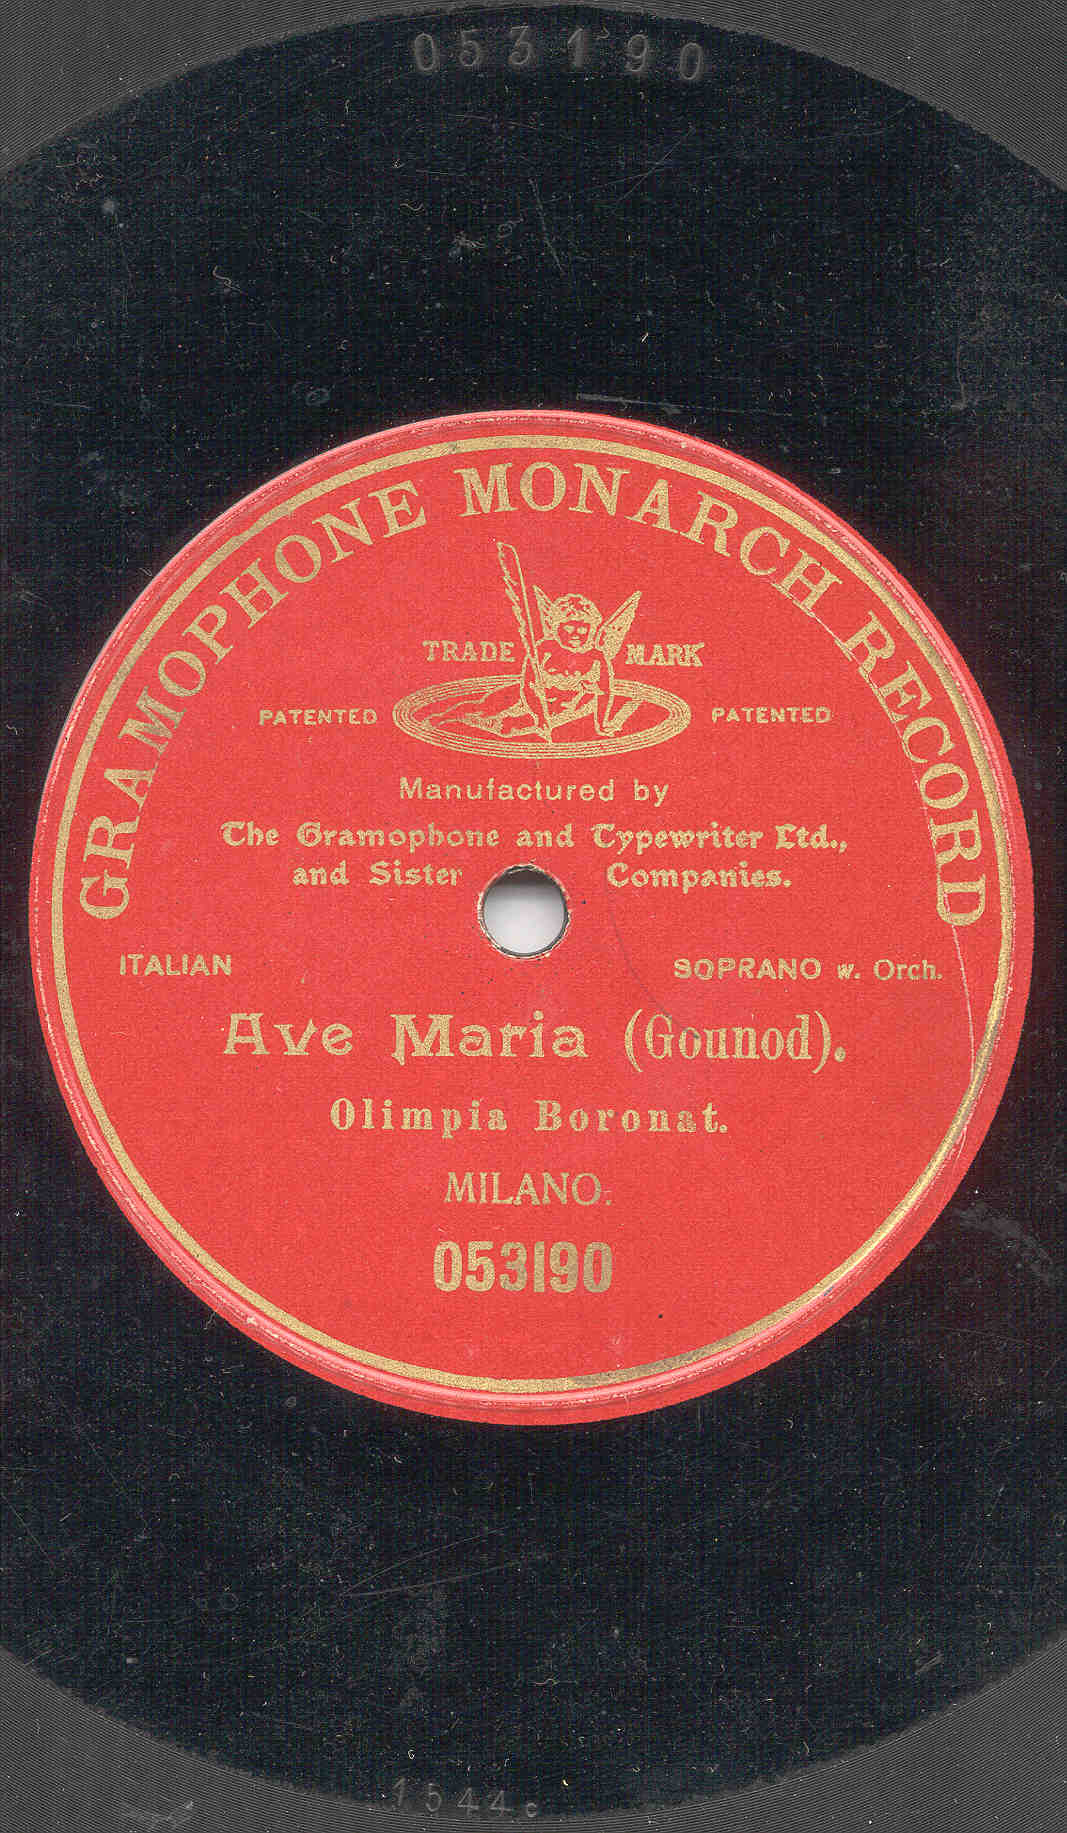 053190
GRAMOPHONE MONARCH RECORD
TRADE MARK
PATENTED PATENTED
Manufactured by
The Gramophone and Typewriter Ltd.,
and Sister Companies.
ITALIAN SOPRANO w. Orch.
Ave Maria (Gounod).
Olimpia Boronat.
MILANO.
053190
1544c